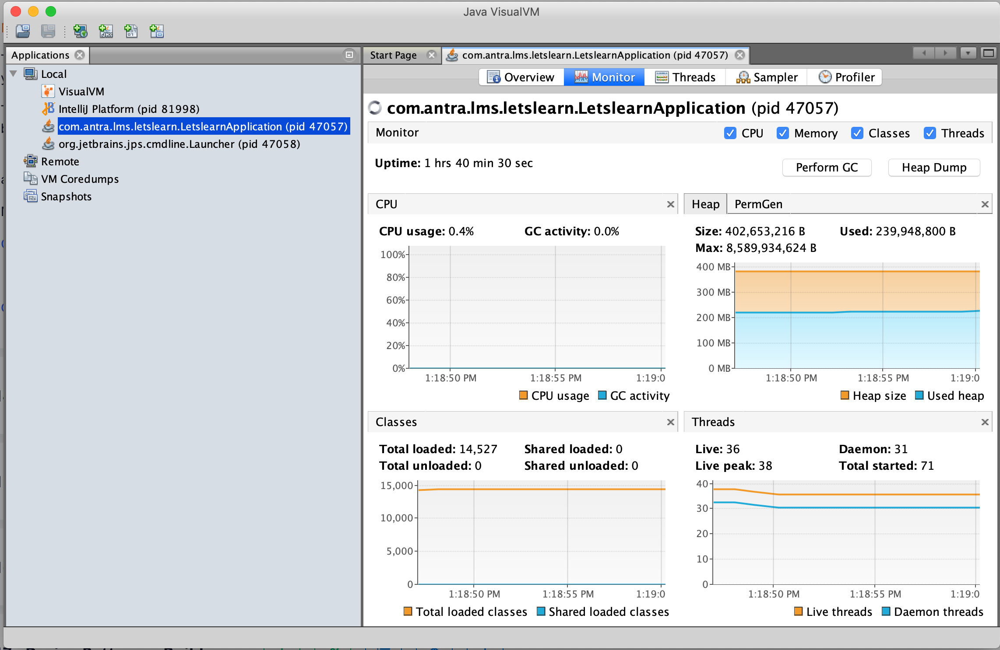 Java VisualVM
Applications
Start Page
com.antra.lms.letslearn.LetslearnApplication (pid 47057)
Local
VisualVM
IntelliJ Platform (pid 81998)
com.antra.lms.letslearn.LetslearnApplication (pid 47057)
org.jetbrains.jps.cmdline.Launcher (pid 47058)
Remote
VM Coredumps
Snapshots
Overview Monitor Threads Sampler Profiler
com.antra.lms.letslearn.LetslearnApplication (pid 47057)
Monitor CPU Memory Classes Threads
Uptime: 1 hrs 40 min 30 sec
Perform GC Heap Dump
CPU
CPU usage: 0.4% GC activity: 0.0%
100%
80%
60%
40%
20%
0%
1:18:50 PM 1:18:55 PM 1:19:0
CPU usage GC activity
Heap PermGen
Size: 402,653,216 B Used: 239,948,800 B
Max: 8,589,934,624 B
400 MB
300 MB
200 MB
100 MB
0 MB
1:18:50 PM 1:18:55 PM 1:19:0
Heap size Used heap
Classes
Total loaded: 14,527 Shared loaded: 0
Total unloaded: 0 Shared unloaded: 0
15,000
10,000
5,000
0
1:18:50 PM 1:18:55 PM 1:19:0
Total loaded classes Shared loaded classes
Threads
Live: 36 Daemon: 31
Live peak: 38 Total started: 71
40
30
20
10
0
1:18:50 PM 1:18:55 PM 1:19:0
Live threads Daemon threads